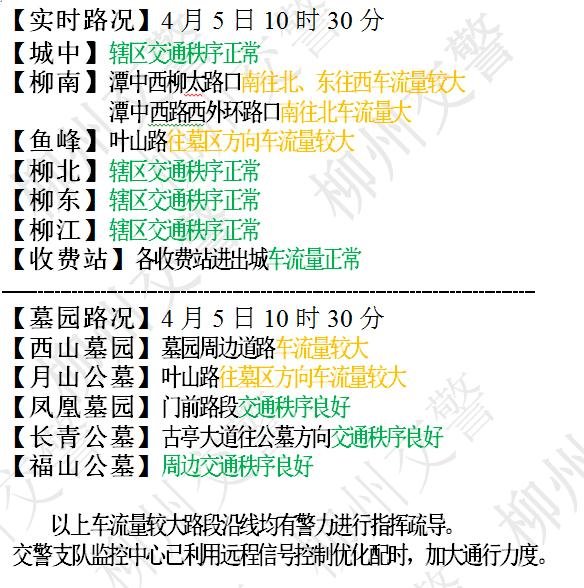 【实时路况】4月5日10时30分
【城中】辖区交通秩序正常
【柳南】潭中西柳太路口南往北、东往西车流量较大
潭中西路西外环路口南往北车流量大
【鱼峰】叶山路往墓区方向车流量较大
【柳北】辖区交通秩序正常
【柳东】辖区交通秩序正常
【柳江】辖区交通秩序正常
【收费站】各收费站进出城车流量正常
【墓园路况】4月5日10时30分
【西山墓园】墓园周边道路车流量较大
【月山公墓】叶山路往墓区方向车流量较大
【凤凰墓园】门前路段交通秩序良好
【长青公墓】古亭大道往公墓方向交通秩序良好
【福山公墓】周边交通秩序良好
以上车流量较大路段沿线均有警力进行指挥疏导。
交警支队监控中心已利用远程信号控制优化配时，加大通行力度。
柳州交警